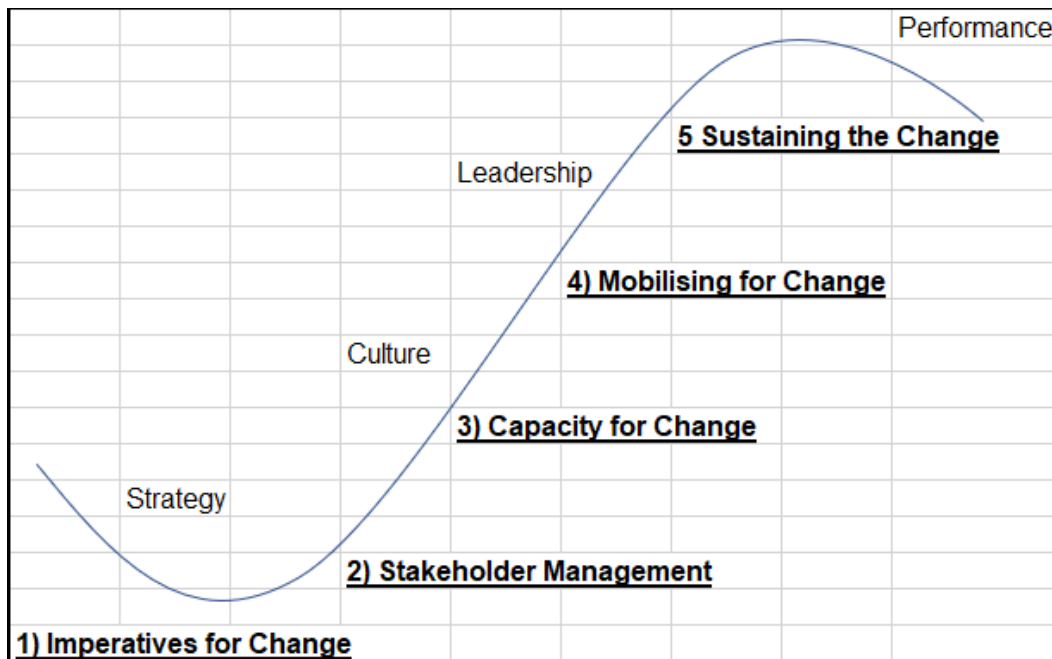 Performance
5 Sustaining the Change
Leadership
4) Mobilising for Change
Culture
3) Capacity for Change
Strategy
2) Stakeholder Management
1) Imperatives for Change